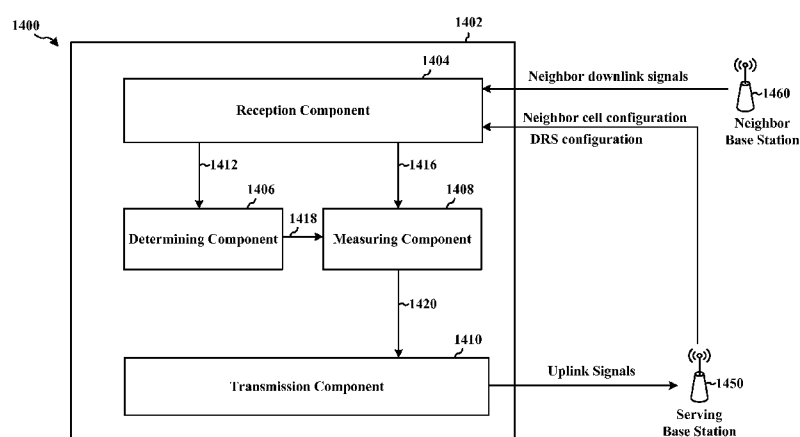 1400
1402
1404
Reception Component
Neighbor downlink signals
1460
Neighbor
Base Station
Neighbor cell configuration
DRS configuration
1412
1416
1406
1408
Determining Component
1418
Measuring Component
1420
1410
Transmission Component
Uplink Signals
1450
Serving
Base Station